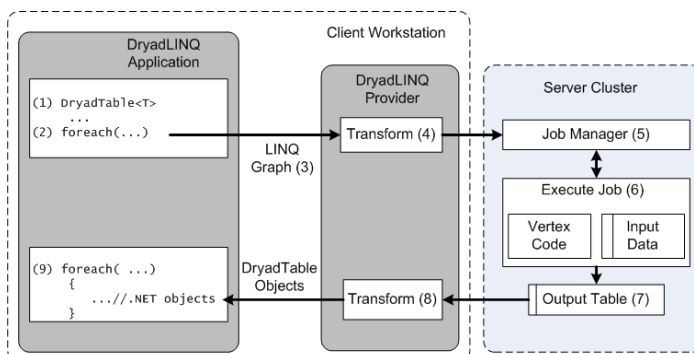 Client Workstation
DryadLINQ
Application
(1) DryadTable<T>
...
(2) foreach(...)
LINQ
Graph (3)
DryadLINQ
Provider
Transform (4)
Server Cluster
Job Manager (5)
Execute Job (6)
Vertex
Code
Input
Data
Output Table (7)
Transform (8)
DryadTable
Objects
(9) foreach( ...)
{
...//.NET objects
}